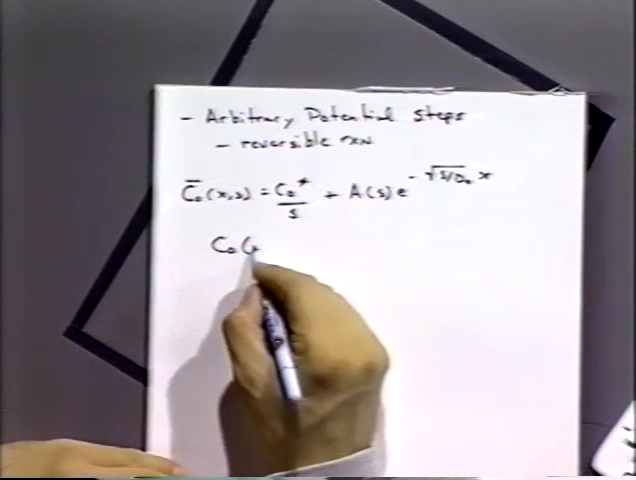 - Arbitrary Potential Steps
- reversible rxn
C̄o(x,s) = Co*/s + A(s)e^-√(s/Do) x
Co(